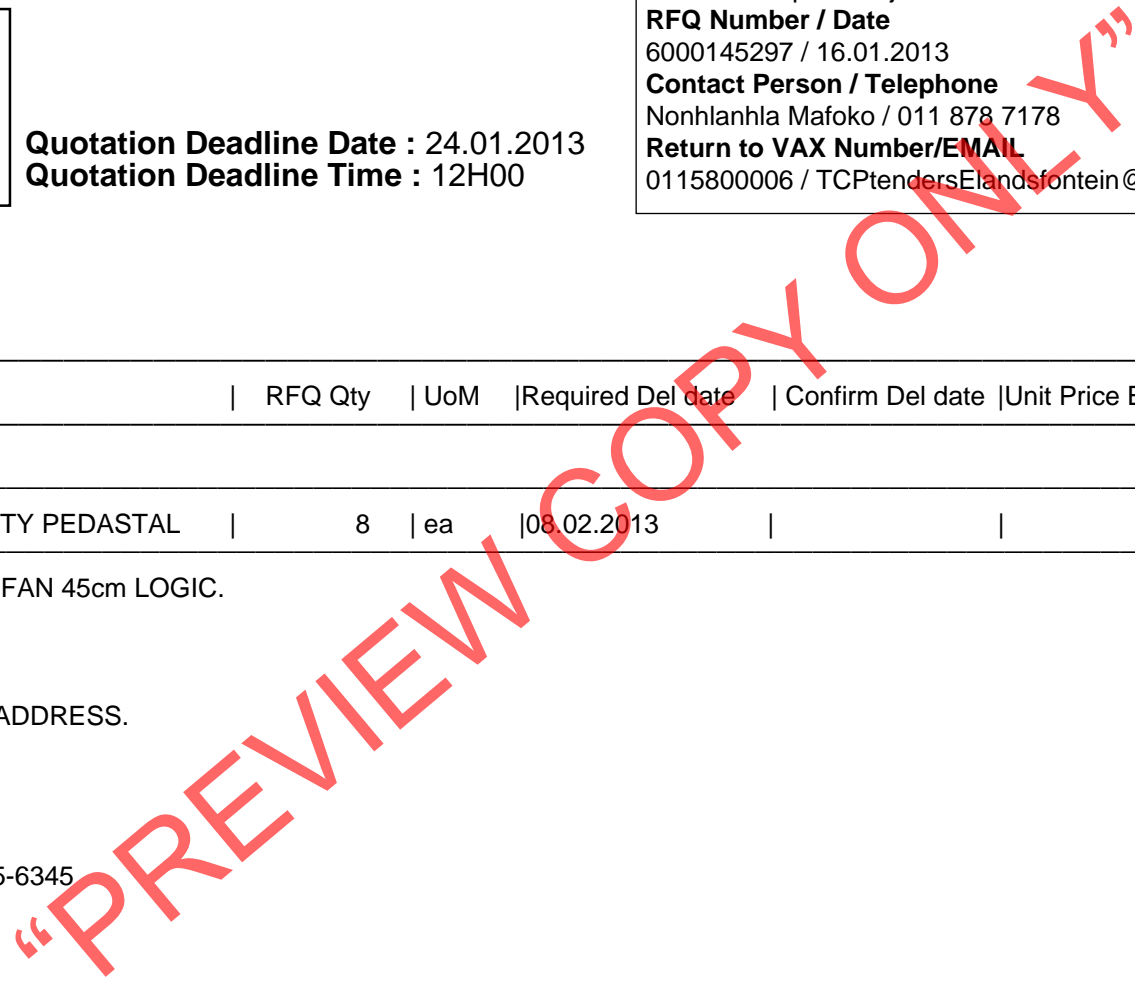 RFQ Number / Date
6000145297 / 16.01.2013
Contact Person / Telephone
Nonhlanhla Mafoko / 011 878 7178
Return to VAX Number/EMAIL
0115800006 / TCPtendersElandsfontein@
Quotation Deadline Date : 24.01.2013
Quotation Deadline Time : 12H00
| RFQ Qty | UoM |Required Del date | Confirm Del date |Unit Price E
TY PEDASTAL | 8 | ea |08.02.2013 | |
FAN 45cm LOGIC.
ADDRESS.
5-6345
“PREVIEW COPY ONLY”